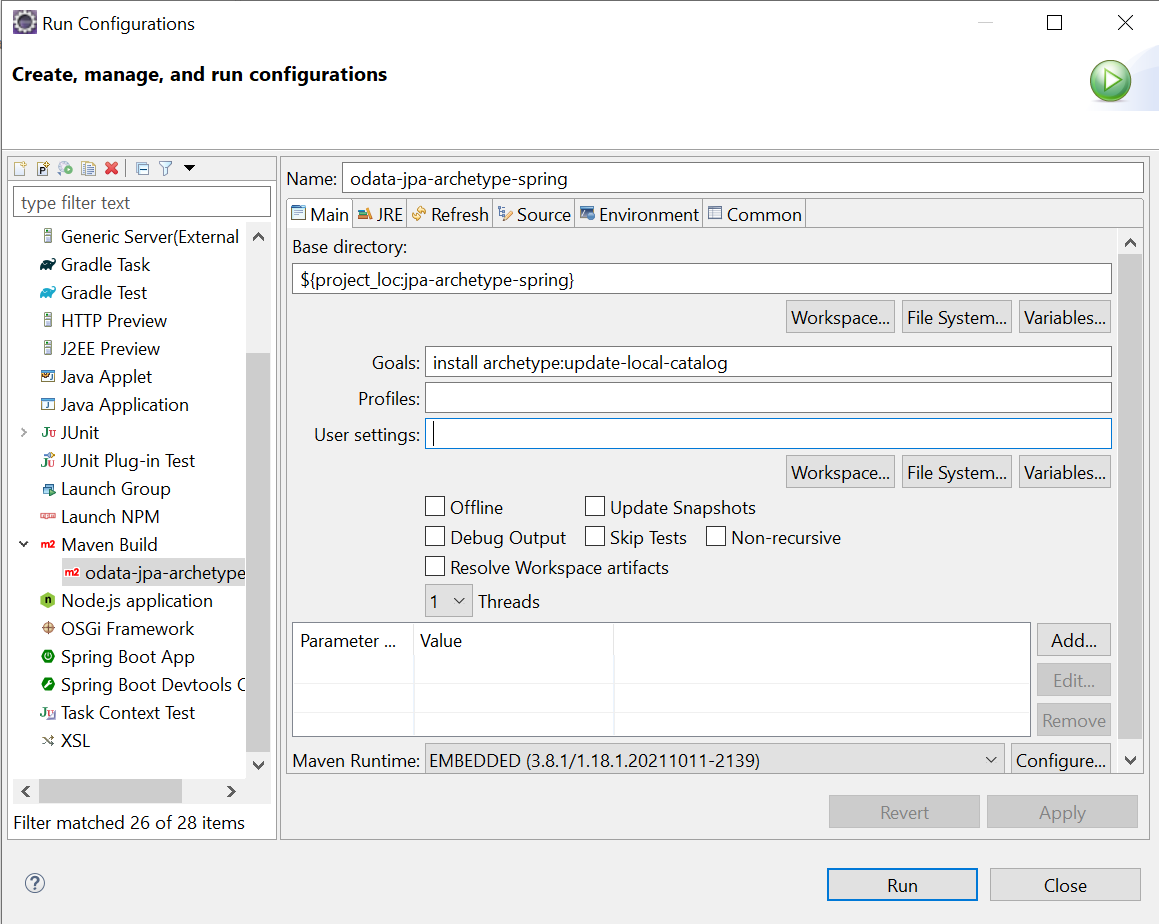 Run Configurations
Create, manage, and run configurations
type filter text
Generic Server(External
Gradle Task
Gradle Test
HTTP Preview
J2EE Preview
Java Applet
Java Application
JUnit
JUnit Plug-in Test
Launch Group
Launch NPM
Maven Build
odata-jpa-archetype
Node.js application
OSGi Framework
Spring Boot App
Spring Boot Devtools C
Task Context Test
XSL
Filter matched 26 of 28 items
Name: odata-jpa-archetype-spring
Main JRE Refresh Source Environment Common
Base directory:
${project_loc:jpa-archetype-spring}
Workspace... File System... Variables...
Goals: install archetype:update-local-catalog
Profiles:
User settings:
Workspace... File System... Variables...
Offline Update Snapshots
Debug Output Skip Tests Non-recursive
Resolve Workspace artifacts
1 Threads
Parameter ... Value
Add...
Edit...
Remove
Maven Runtime: EMBEDDED (3.8.1/1.18.1.20211011-2139) Configure...
Revert Apply
Run Close